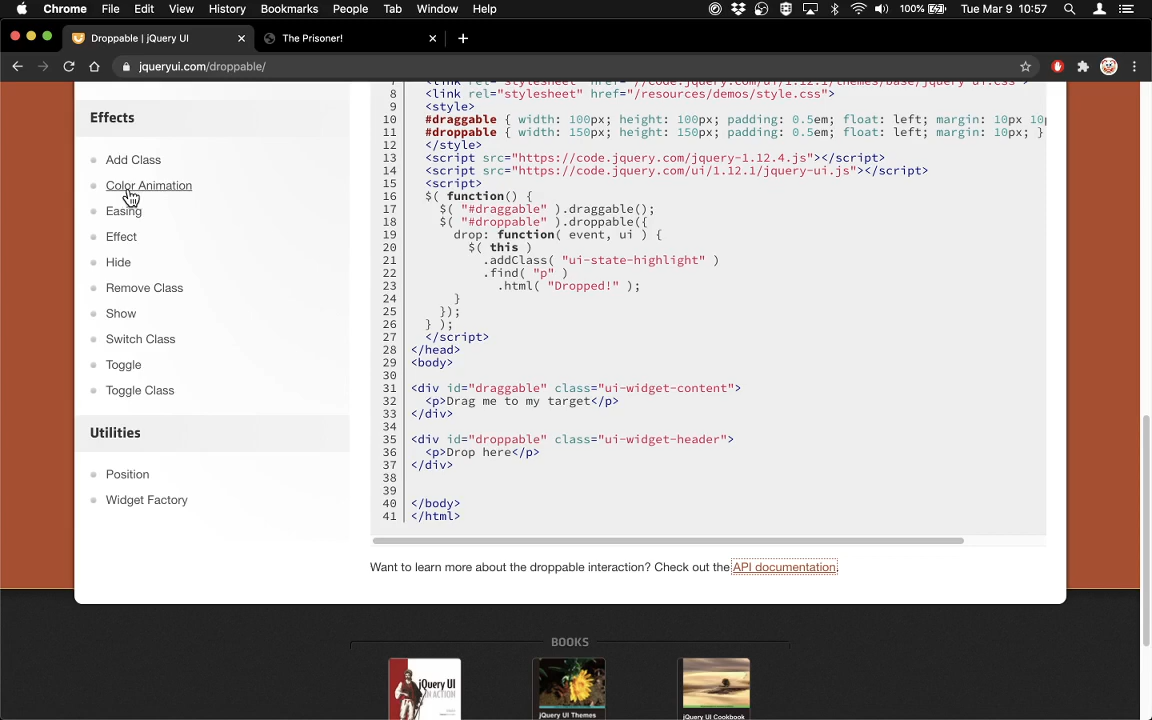 Chrome File Edit View History Bookmarks People Tab Window Help 100% Tue Mar 9 10:57
Droppable | jQuery UI The Prisoner!
jqueryui.com/droppable/
Effects
Add Class
Color Animation
Easing
Effect
Hide
Remove Class
Show
Switch Class
Toggle
Toggle Class
Utilities
Position
Widget Factory
8 <link rel="stylesheet" href="/resources/demos/style.css">
9 <style>
10 #draggable { width: 100px; height: 100px; padding: 0.5em; float: left; margin: 10px 10p
11 #droppable { width: 150px; height: 150px; padding: 0.5em; float: left; margin: 10px; }
12 </style>
13 <script src="https://code.jquery.com/jquery-1.12.4.js"></script>
14 <script src="https://code.jquery.com/ui/1.12.1/jquery-ui.js"></script>
15 <script>
16 $( function() {
17 $( "#draggable" ).draggable();
18 $( "#droppable" ).droppable({
19 drop: function( event, ui ) {
20 $( this )
21 .addClass( "ui-state-highlight" )
22 .find( "p" )
23 .html( "Dropped!" );
24 }
25 });
26 } );
27 </script>
28 </head>
29 <body>
30
31 <div id="draggable" class="ui-widget-content">
32 <p>Drag me to my target</p>
33 </div>
34
35 <div id="droppable" class="ui-widget-header">
36 <p>Drop here</p>
37 </div>
38
39
40 </body>
41 </html>
Want to learn more about the droppable interaction? Check out the API documentation.
BOOKS
jQuery UI
IN ACTION
jQuery UI Themes
jQuery UI Cookbook